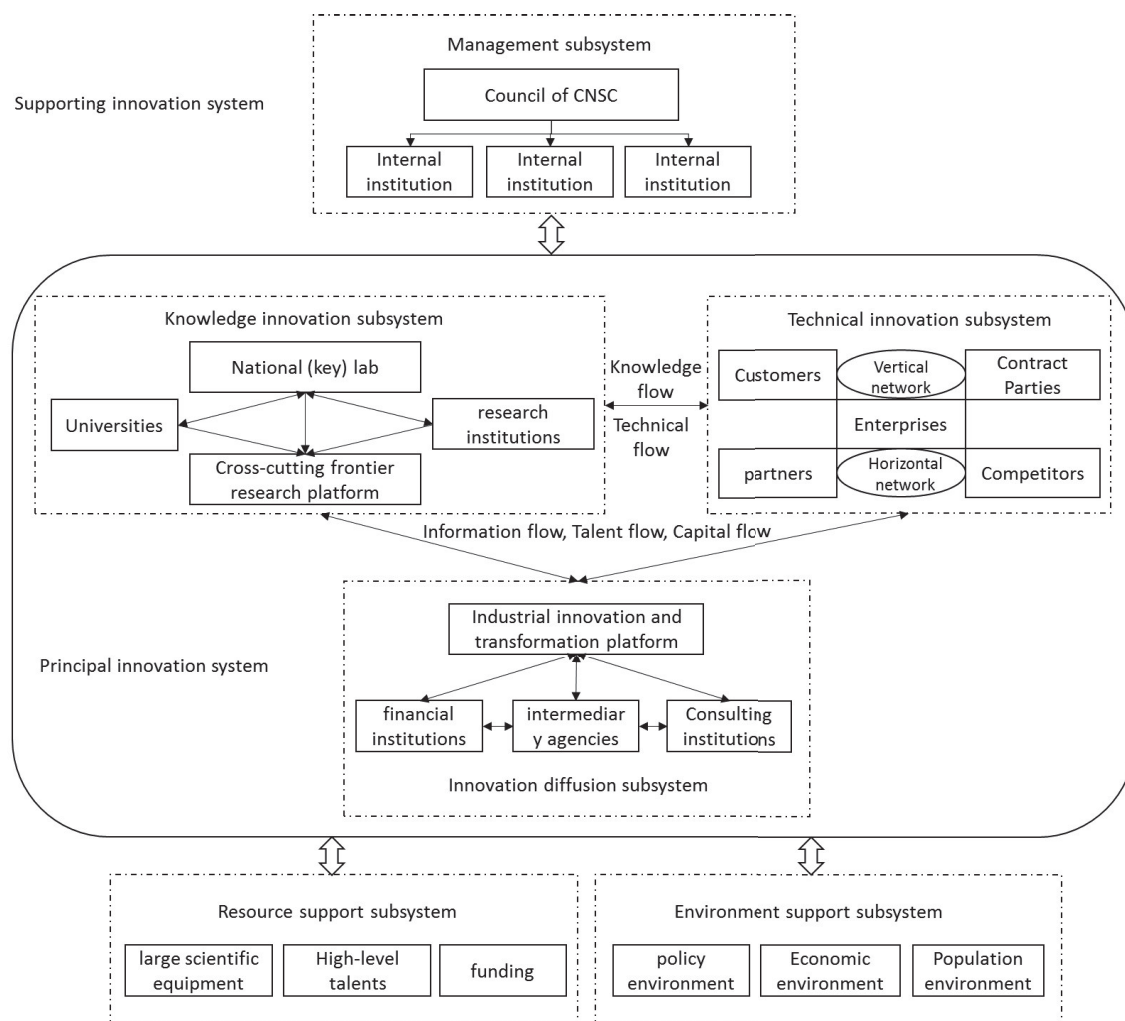 Management subsystem
Council of CNSC
Supporting innovation system
Internal
institution
Internal
institution
Internal
institution
Knowledge innovation subsystem
National (key) lab
Universities
research
institutions
Cross-cutting frontier
research platform
Knowledge
flow
Technical
flow
Technical innovation subsystem
Customers
Vertical
network
Contract
Parties
Enterprises
partners
Horizontal
network
Competitors
Information flow, Talent flow, Capital flow
Industrial innovation and
transformation platform
Principal innovation system
financial
institutions
intermediar
y agencies
Consulting
institutions
Innovation diffusion subsystem
Resource support subsystem
large scientific
equipment
High-level
talents
funding
Environment support subsystem
policy
environment
Economic
environment
Population
environment